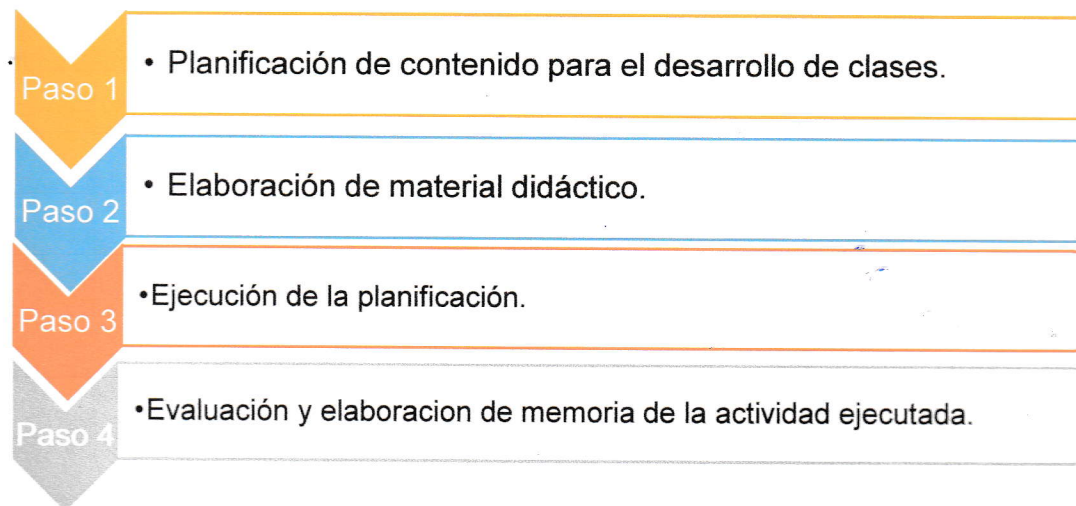 Paso 1
• Planificación de contenido para el desarrollo de clases.
Paso 2
• Elaboración de material didáctico.
Paso 3
•Ejecución de la planificación.
Paso 4
•Evaluación y elaboracion de memoria de la actividad ejecutada.